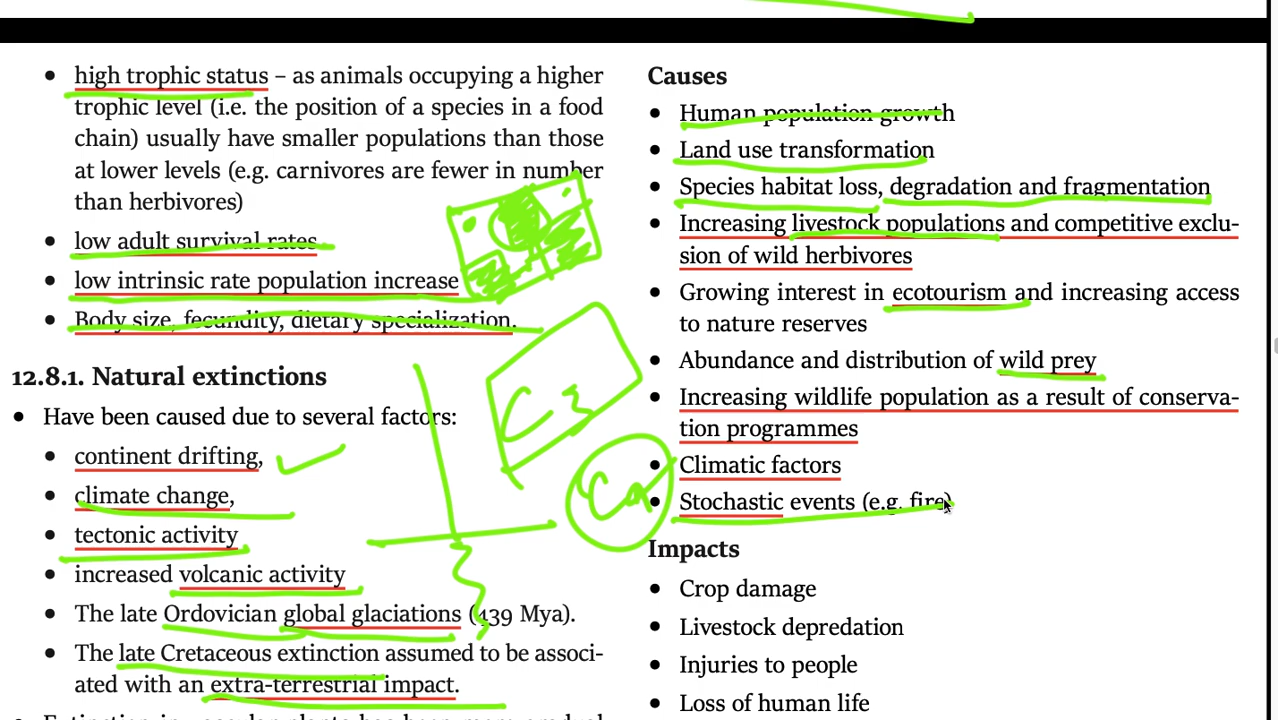 • high trophic status – as animals occupying a higher
trophic level (i.e. the position of a species in a food
chain) usually have smaller populations than those
at lower levels (e.g. carnivores are fewer in number
than herbivores)
• low adult survival rates
• low intrinsic rate population increase
• Body size, fecundity, dietary specialization.
12.8.1. Natural extinctions
• Have been caused due to several factors:
• continent drifting,
• climate change,
• tectonic activity
• increased volcanic activity
• The late Ordovician global glaciations (439 Mya).
• The late Cretaceous extinction assumed to be associ-
ated with an extra-terrestrial impact.
C3
Causes
• Human population growth
• Land use transformation
• Species habitat loss, degradation and fragmentation
• Increasing livestock populations and competitive exclu-
sion of wild herbivores
• Growing interest in ecotourism and increasing access
to nature reserves
• Abundance and distribution of wild prey
• Increasing wildlife population as a result of conserva-
tion programmes
• Climatic factors
• Stochastic events (e.g. fire)
Impacts
• Crop damage
• Livestock depredation
• Injuries to people
• Loss of human life